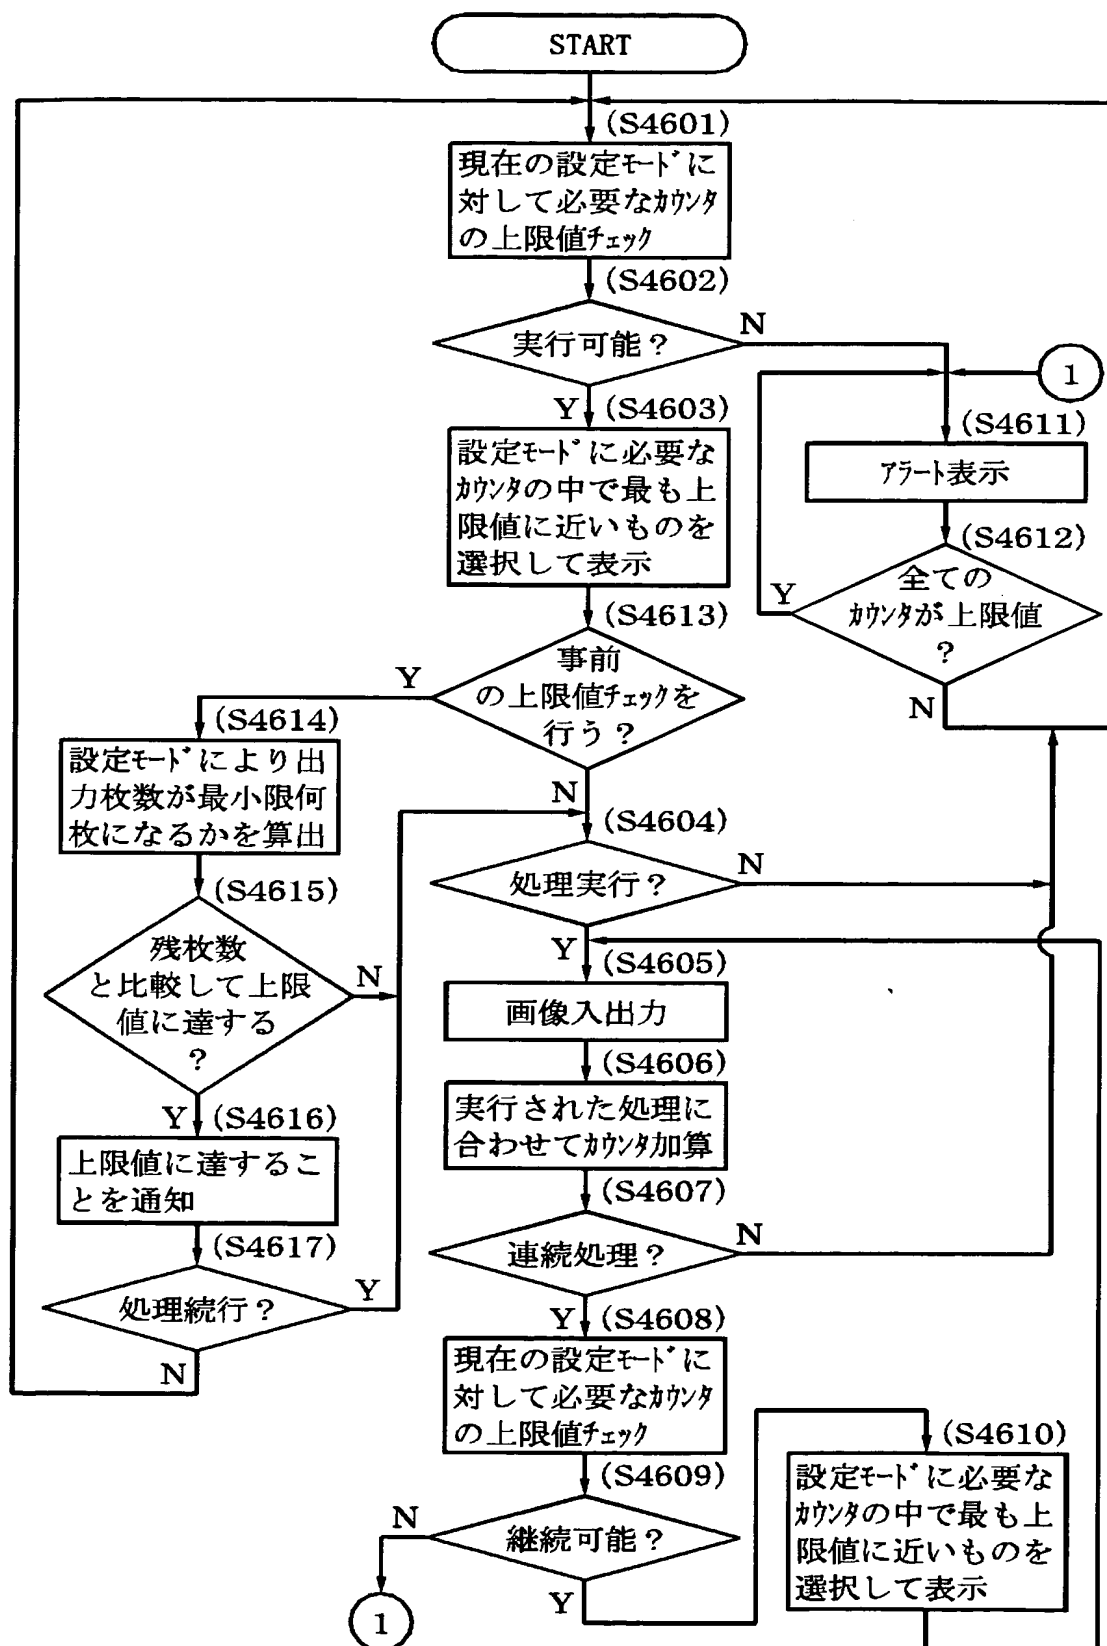 START
(S4601)
現在の設定ﾓｰﾄﾞに
対して必要なｶｳﾝﾀ
の上限値ﾁｪｯｸ
(S4602)
実行可能？
N
1
Y
(S4603)
設定ﾓｰﾄﾞに必要な
ｶｳﾝﾀの中で最も上
限値に近いものを
選択して表示
(S4611)
ｱﾗｰﾄ表示
(S4612)
全ての
ｶｳﾝﾀが上限値
？
Y
N
(S4613)
事前
の上限値ﾁｪｯｸを
行う？
Y
N
(S4614)
設定ﾓｰﾄﾞにより出
力枚数が最小限何
枚になるかを算出
(S4615)
残枚数
と比較して上限
値に達する
？
N
Y
(S4616)
上限値に達するこ
とを通知
(S4617)
処理続行？
Y
N
(S4604)
処理実行？
N
Y
(S4605)
画像入出力
(S4606)
実行された処理に
合わせてｶｳﾝﾀ加算
(S4607)
連続処理？
N
Y
(S4608)
現在の設定ﾓｰﾄﾞに
対して必要なｶｳﾝﾀ
の上限値ﾁｪｯｸ
(S4609)
継続可能？
N
1
Y
(S4610)
設定ﾓｰﾄﾞに必要な
ｶｳﾝﾀの中で最も上
限値に近いものを
選択して表示